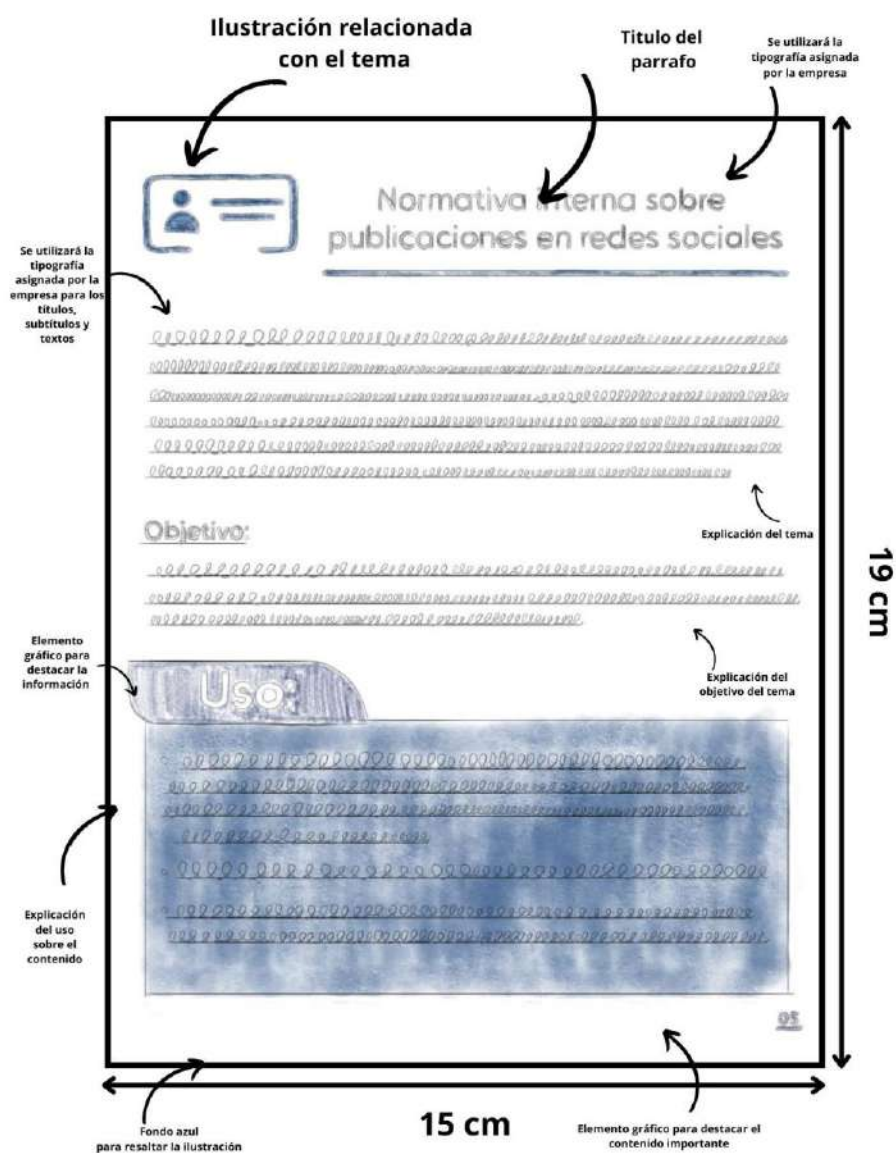 Ilustración relacionada
con el tema
Titulo del
parrafo
Se utilizará la
tipografía asignada
por la empresa
Normativa interna sobre
publicaciones en redes sociales
Se utilizará la
tipografía
asignada por la
empresa para los
títulos,
subtítulos y
textos
Explicación del tema
Objetivo:
19 cm
Elemento
gráfico para
destacar la
información
Explicación del
objetivo del tema
Uso:
Explicación
del uso
sobre el
contenido
05
15 cm
Fondo azul
para resaltar la ilustración
Elemento gráfico para destacar el
contenido importante